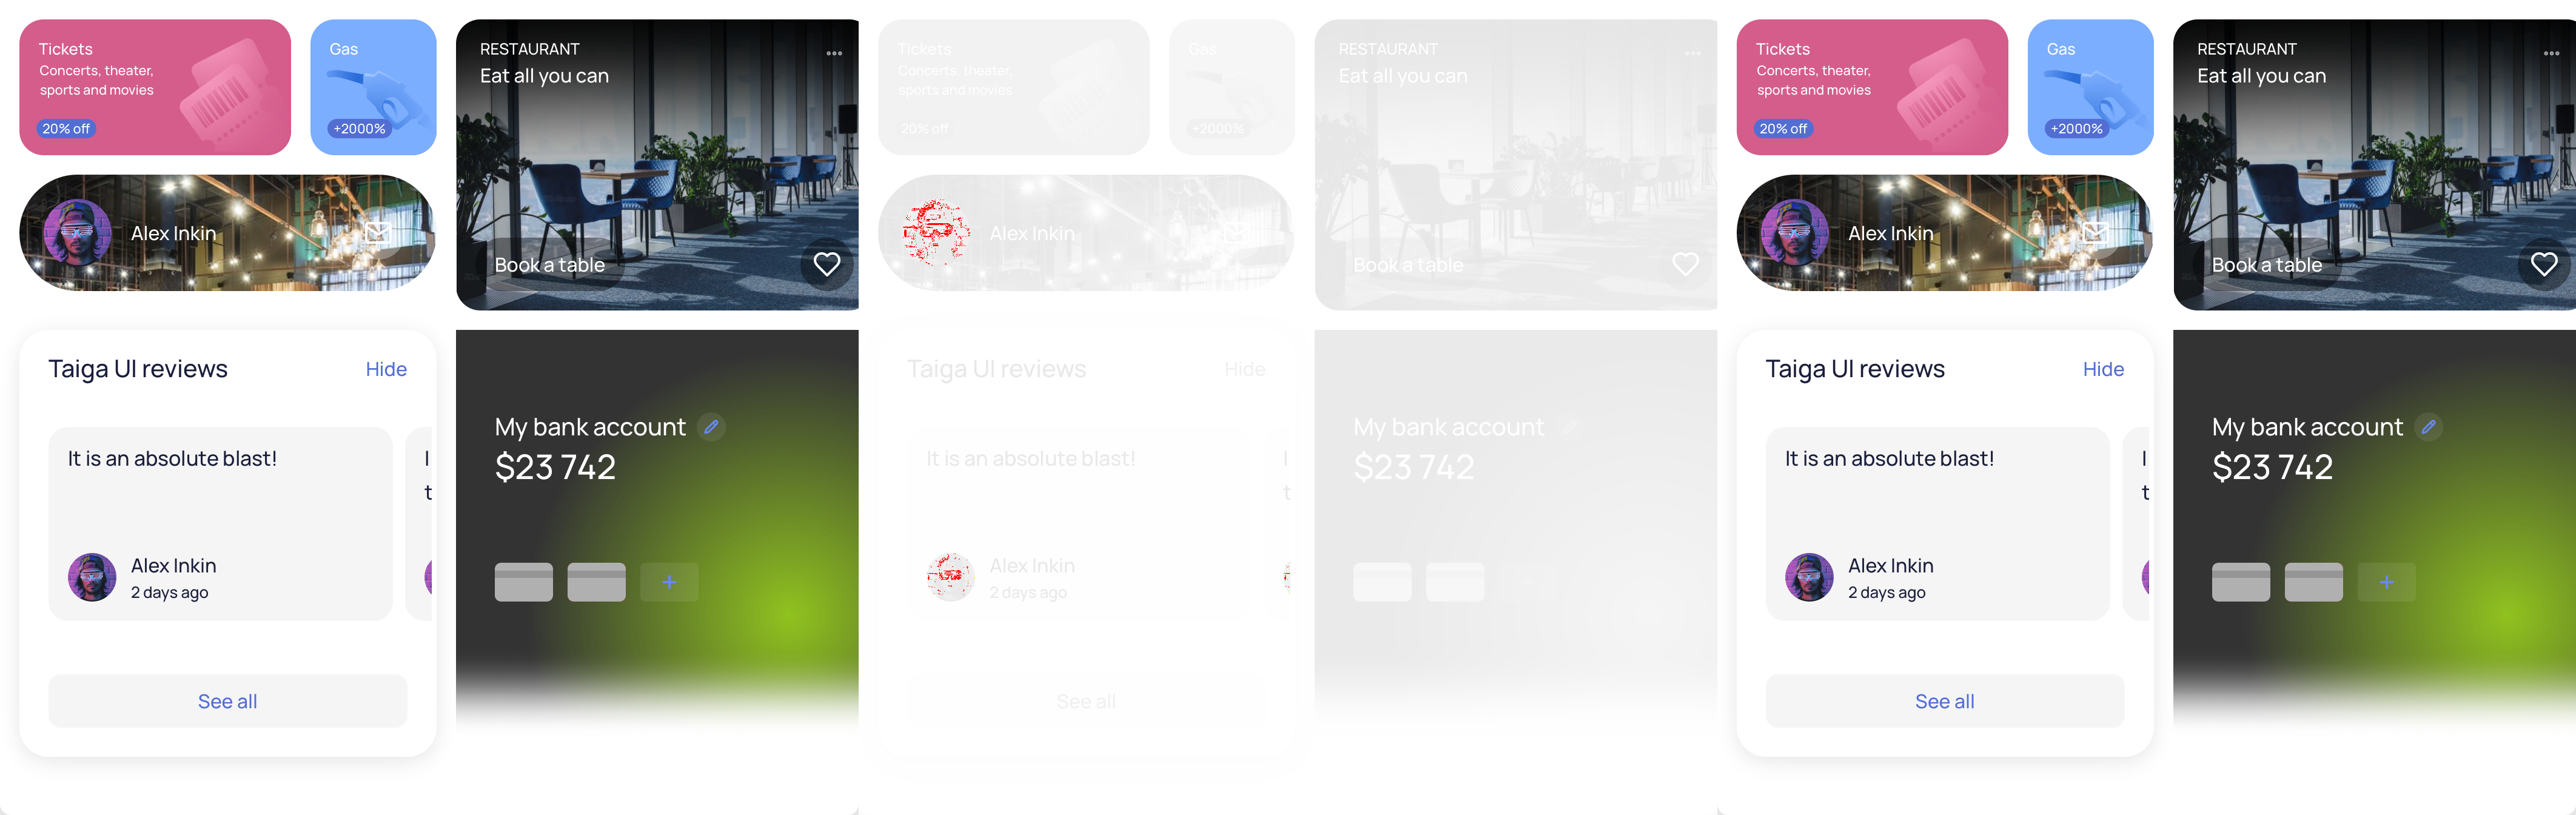 Tickets
Concerts, theater,
sports and movies
20% off
Gas
+2000%
RESTAURANT
Eat all you can
Alex Inkin
Book a table
Taiga UI reviews
Hide
It is an absolute blast!
I
t
Alex Inkin
2 days ago
See all
My bank account
$23 742
+
Tickets
Concerts, theater,
sports and movies
20% off
Gas
+2000%
RESTAURANT
Eat all you can
Alex Inkin
Book a table
Taiga UI reviews
Hide
It is an absolute blast!
I
t
Alex Inkin
2 days ago
See all
My bank account
$23 742
Tickets
Concerts, theater,
sports and movies
20% off
Gas
+2000%
RESTAURANT
Eat all you can
Alex Inkin
Book a table
Taiga UI reviews
Hide
It is an absolute blast!
I
t
Alex Inkin
2 days ago
See all
My bank account
$23 742
+